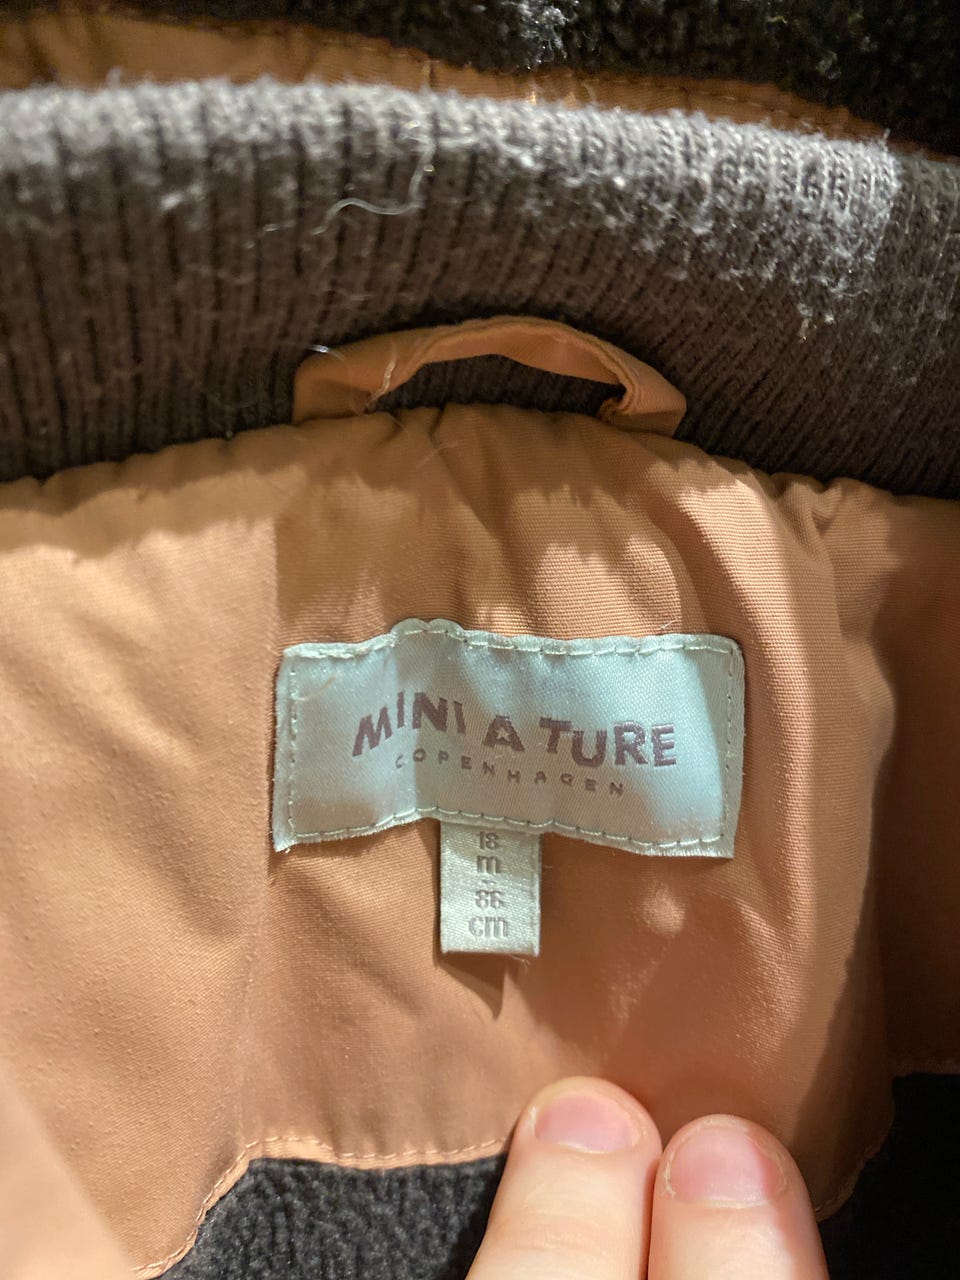 MINI A TURE
COPENHAGEN
18
m
-
86
cm